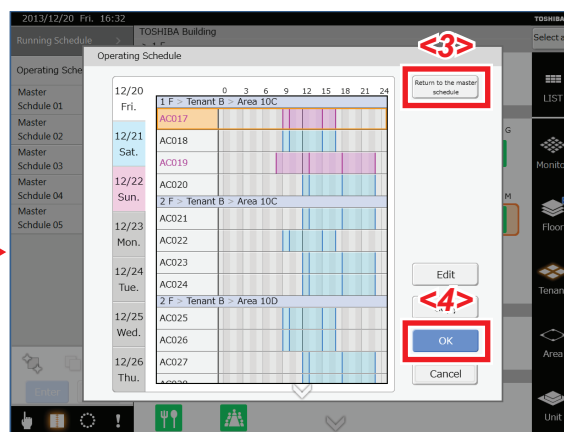 2013/12/20 Fri. 16:32
TOSHIBA
Running Schedule >
TOSHIBA Building
Select a
<3>
Operating Schedule
Operating Sche
Master
Schdule 01
Master
Schdule 02
Master
Schdule 03
Master
Schdule 04
Master
Schdule 05
12/20
Fri.
12/21
Sat.
12/22
Sun.
12/23
Mon.
12/24
Tue.
12/25
Wed.
12/26
Thu.
0 3 6 9 12 15 18 21 24
1 F > Tenant B > Area 10C
AC017
AC018
AC019
AC020
2 F > Tenant B > Area 10C
AC021
AC022
AC023
AC024
2 F > Tenant B > Area 10D
AC025
AC026
AC027
AC028
Return to the master
schedule
Edit
<4>
OK
Cancel
G
M
LIST
Monito
Floor
Tenan
Area
Unit